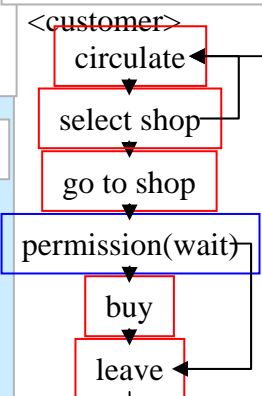 <customer>
circulate
select shop
go to shop
permission(wait)
buy
leave